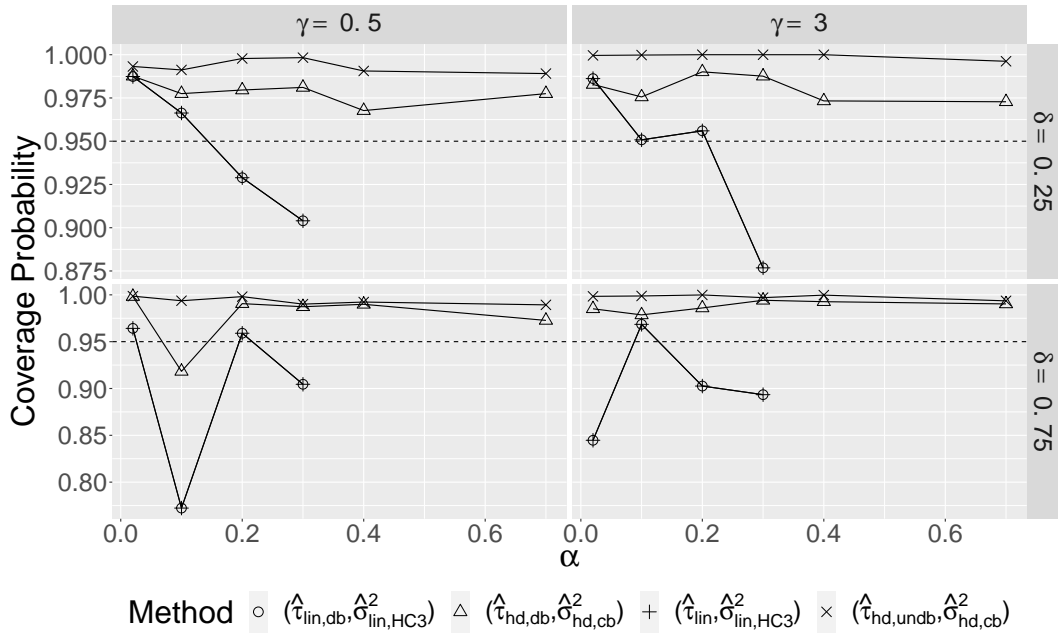 γ = 0.5
γ = 3
Coverage Probability
1.000
0.975
0.950
0.925
0.900
0.875
δ = 0.25
1.00
0.95
0.90
0.85
0.80
δ = 0.75
0.0 0.2 0.4 0.6
0.0 0.2 0.4 0.6
α
Method (τ̂lin,db,σ̂²lin,HC3) (τ̂hd,db,σ̂²hd,cb) (τ̂lin,σ̂²lin,HC3) (τ̂hd,undb,σ̂²hd,cb)